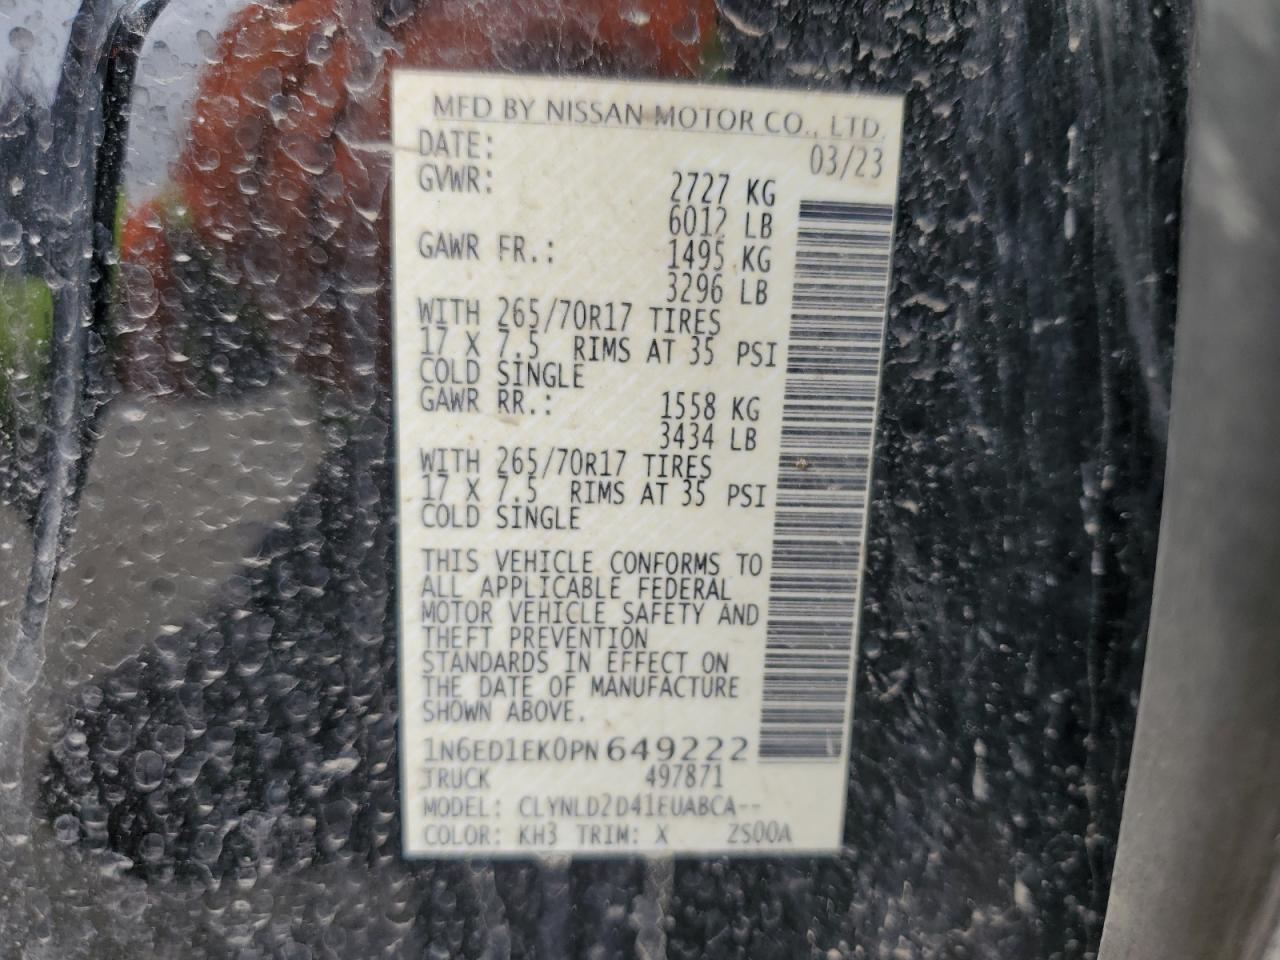 MFD BY NISSAN MOTOR CO., LTD.
DATE: 03/23
GVWR: 2727 KG
6012 LB
GAWR FR.: 1495 KG
3296 LB
WITH 265/70R17 TIRES
17 X 7.5 RIMS AT 35 PSI
COLD SINGLE
GAWR RR.: 1558 KG
3434 LB
WITH 265/70R17 TIRES
17 X 7.5 RIMS AT 35 PSI
COLD SINGLE
THIS VEHICLE CONFORMS TO
ALL APPLICABLE FEDERAL
MOTOR VEHICLE SAFETY AND
THEFT PREVENTION
STANDARDS IN EFFECT ON
THE DATE OF MANUFACTURE
SHOWN ABOVE.
1N6ED1EK0PN649222
TRUCK 497871
MODEL: CLYNLD2D41EUABCA--
COLOR: KH3 TRIM: X ZS00A